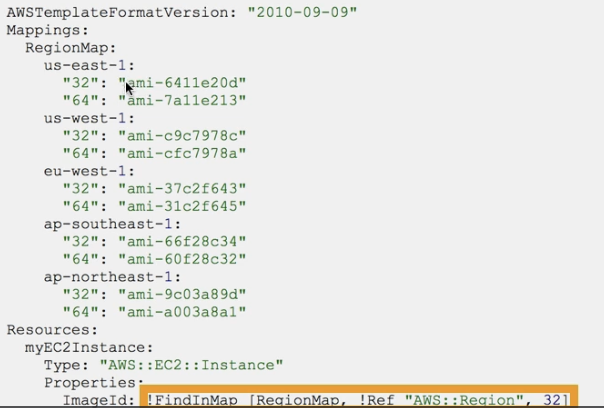 AWSTemplateFormatVersion: "2010-09-09"
Mappings:
  RegionMap:
    us-east-1:
      "32": "ami-6411e20d"
      "64": "ami-7a11e213"
    us-west-1:
      "32": "ami-c9c7978c"
      "64": "ami-cfc7978a"
    eu-west-1:
      "32": "ami-37c2f643"
      "64": "ami-31c2f645"
    ap-southeast-1:
      "32": "ami-66f28c34"
      "64": "ami-60f28c32"
    ap-northeast-1:
      "32": "ami-9c03a89d"
      "64": "ami-a003a8a1"
Resources:
  myEC2Instance:
    Type: "AWS::EC2::Instance"
    Properties:
      ImageId: !FindInMap [RegionMap, !Ref "AWS::Region", 32]